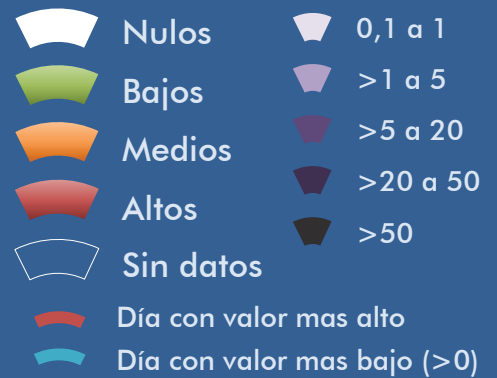 Nulos
Bajos
Medios
Altos
Sin datos
0,1 a 1
>1 a 5
>5 a 20
>20 a 50
>50
Día con valor mas alto
Día con valor mas bajo (>0)